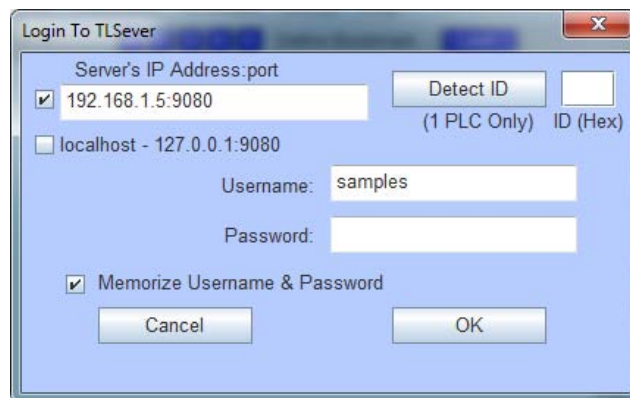 Login To TLSever
Server's IP Address:port
192.168.1.5:9080
Detect ID
(1 PLC Only) ID (Hex)
localhost - 127.0.0.1:9080
Username: samples
Password:
Memorize Username & Password
Cancel OK